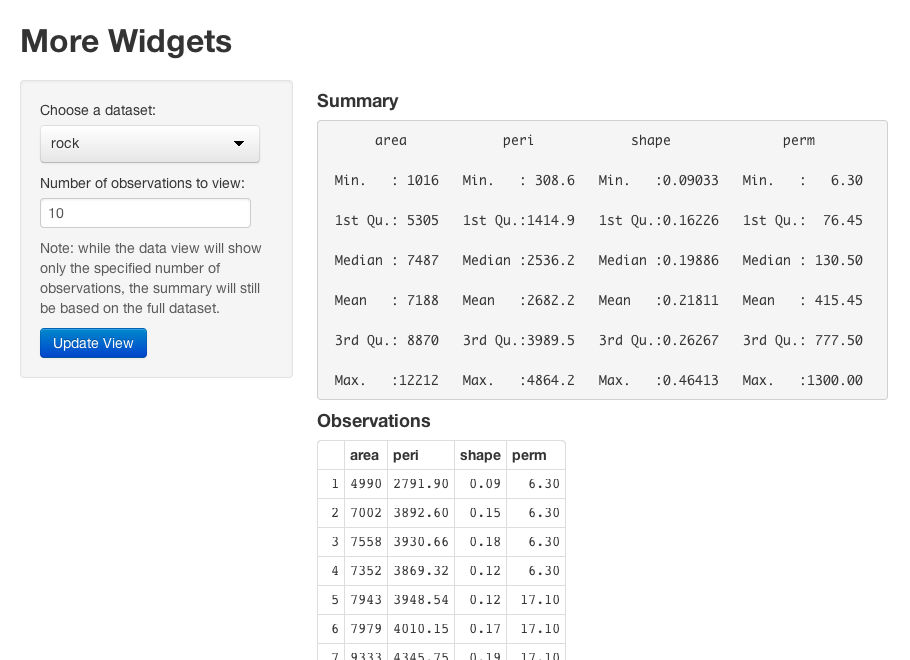 More Widgets
Choose a dataset:
rock
Number of observations to view:
10
Note: while the data view will show
only the specified number of
observations, the summary will still
be based on the full dataset.
Update View
Summary
area peri shape perm
Min. : 1016 Min. : 308.6 Min. :0.09033 Min. : 6.30
1st Qu.: 5305 1st Qu.:1414.9 1st Qu.:0.16226 1st Qu.: 76.45
Median : 7487 Median :2536.2 Median :0.19886 Median : 130.50
Mean : 7188 Mean :2682.2 Mean :0.21811 Mean : 415.45
3rd Qu.: 8870 3rd Qu.:3989.5 3rd Qu.:0.26267 3rd Qu.: 777.50
Max. :12212 Max. :4864.2 Max. :0.46413 Max. :1300.00
Observations
area peri shape perm
1 4990 2791.90 0.09 6.30
2 7002 3892.60 0.15 6.30
3 7558 3930.66 0.18 6.30
4 7352 3869.32 0.12 6.30
5 7943 3948.54 0.12 17.10
6 7979 4010.15 0.17 17.10
7 9333 4345.75 0.19 17.10